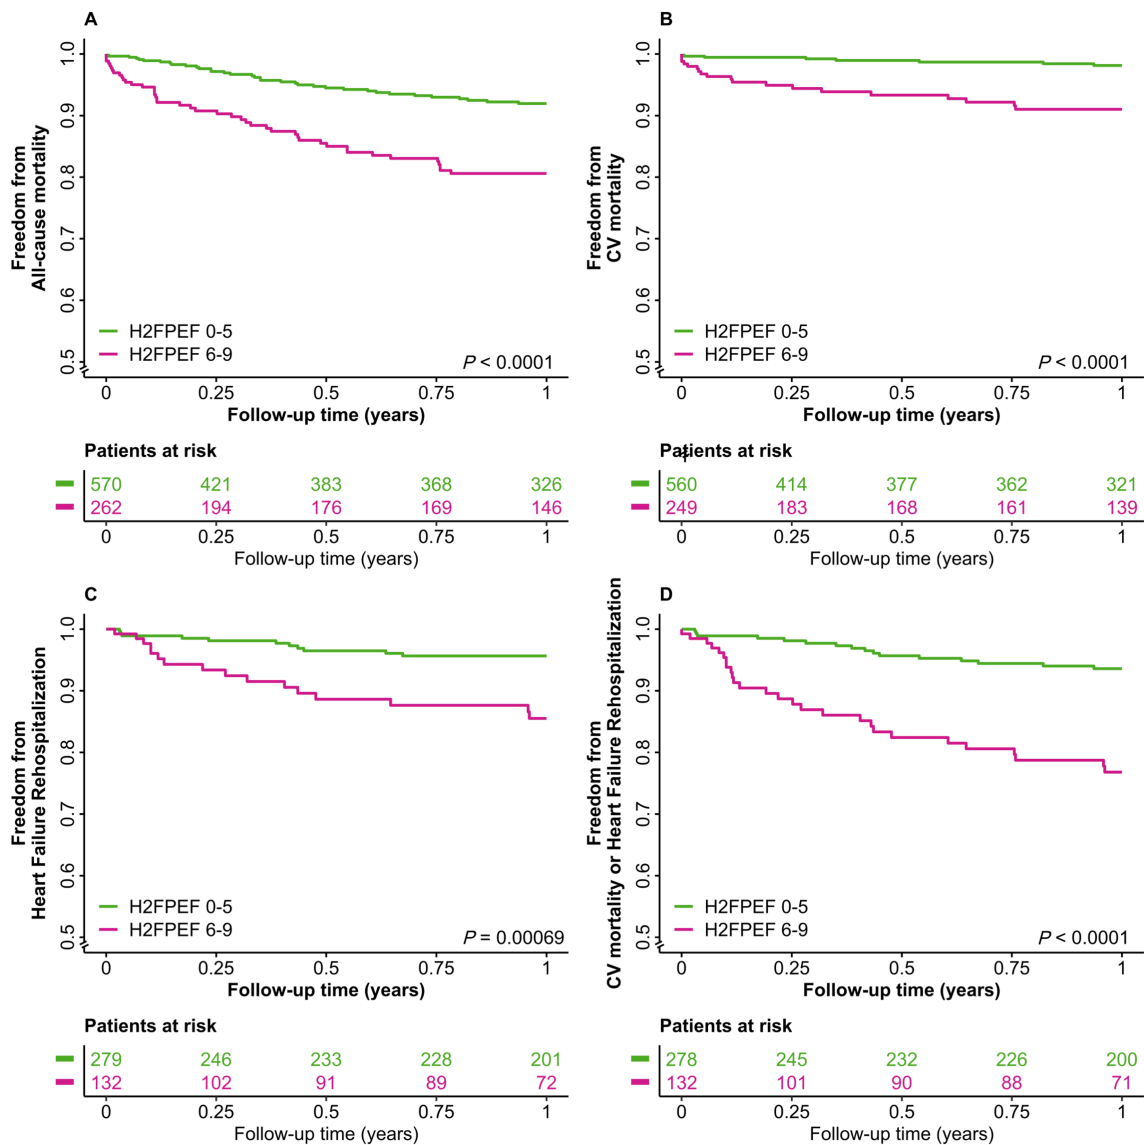 A
1.0
0.9
0.8
0.7
0.6
0.5
Freedom from
All-cause mortality
H2FPEF 0-5
H2FPEF 6-9
P < 0.0001
0 0.25 0.5 0.75 1
Follow-up time (years)
Patients at risk
570 421 383 368 326
262 194 176 169 146
0 0.25 0.5 0.75 1
Follow-up time (years)
B
1.0
0.9
0.8
0.7
0.6
0.5
Freedom from
CV mortality
H2FPEF 0-5
H2FPEF 6-9
P < 0.0001
0 0.25 0.5 0.75 1
Follow-up time (years)
Patients at risk
560 414 377 362 321
249 183 168 161 139
0 0.25 0.5 0.75 1
Follow-up time (years)
C
1.0
0.9
0.8
0.7
0.6
0.5
Freedom from
Heart Failure Rehospitalization
H2FPEF 0-5
H2FPEF 6-9
P = 0.00069
0 0.25 0.5 0.75 1
Follow-up time (years)
Patients at risk
279 246 233 228 201
132 102 91 89 72
0 0.25 0.5 0.75 1
Follow-up time (years)
D
1.0
0.9
0.8
0.7
0.6
0.5
Freedom from
CV mortality or Heart Failure Rehospitalization
H2FPEF 0-5
H2FPEF 6-9
P < 0.0001
0 0.25 0.5 0.75 1
Follow-up time (years)
Patients at risk
278 245 232 226 200
132 101 90 88 71
0 0.25 0.5 0.75 1
Follow-up time (years)